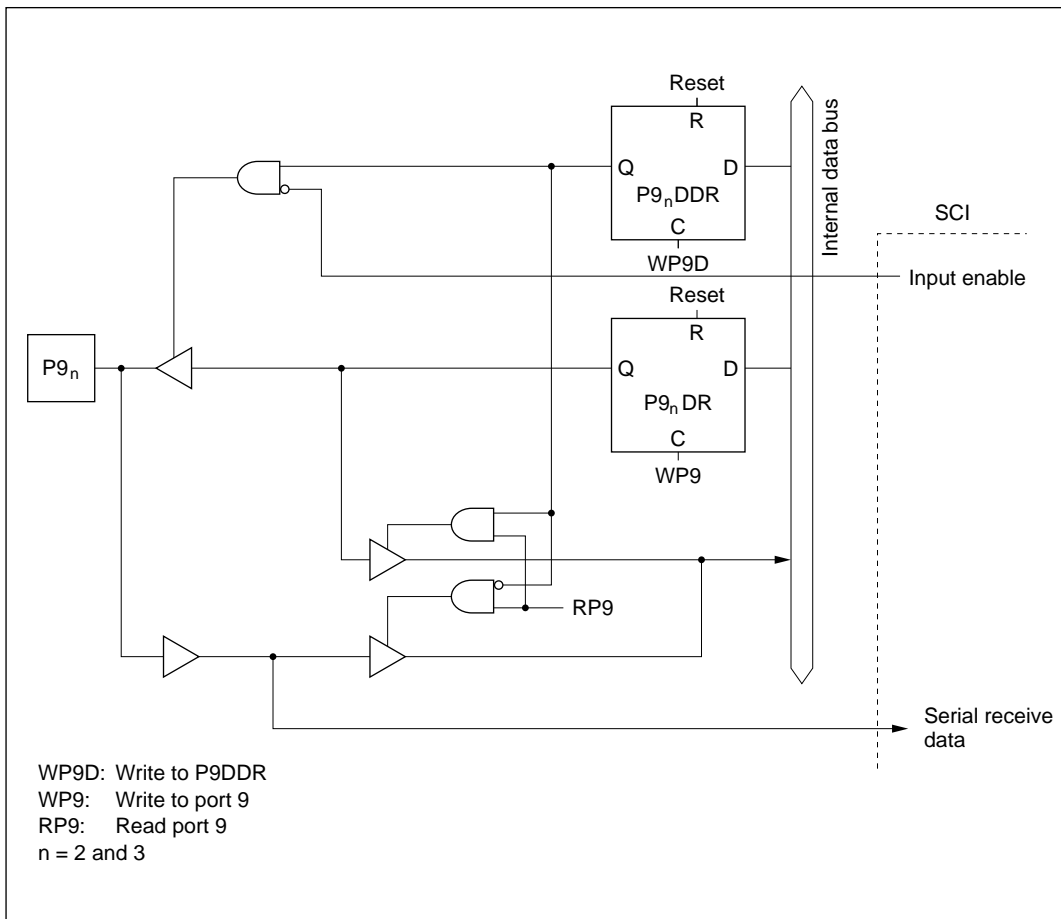 Reset
R
Q
D
P9nDDR
C
WP9D
Internal data bus
SCI
Input enable
Reset
R
P9n
Q
D
P9n DR
C
WP9
RP9
Serial receive
data
WP9D: Write to P9DDR
WP9: Write to port 9
RP9: Read port 9
n = 2 and 3